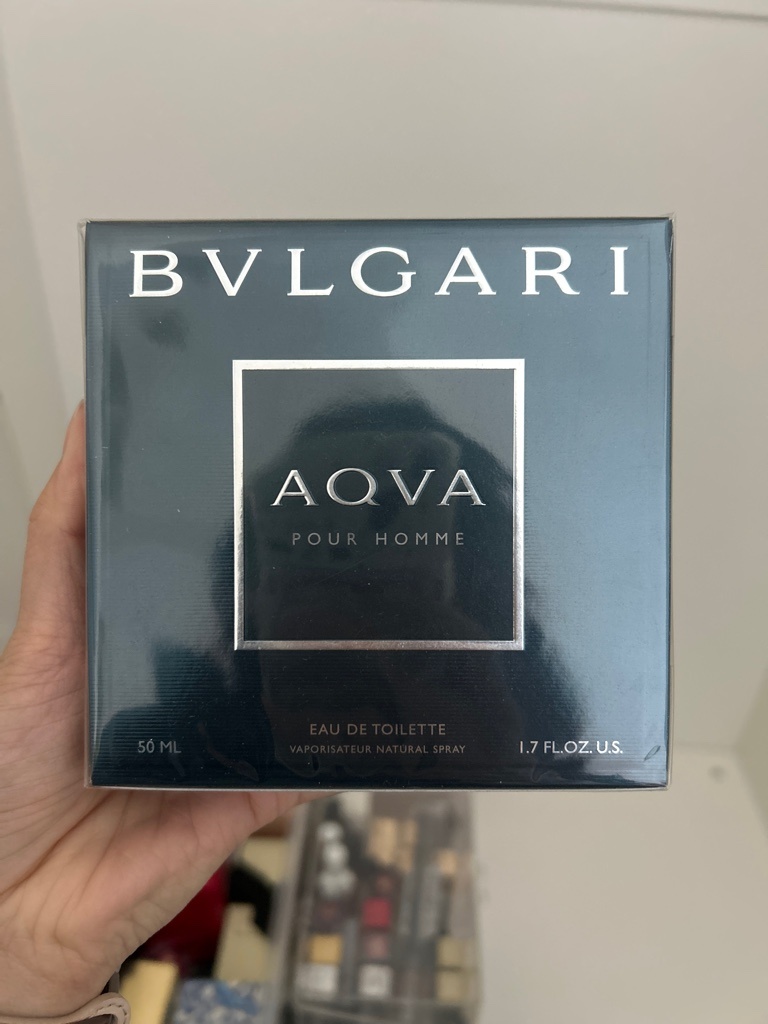 BVLGARI
AQVA
POUR HOMME
EAU DE TOILETTE
50 ML VAPORISATEUR NATURAL SPRAY 1.7 FL.OZ. U.S.